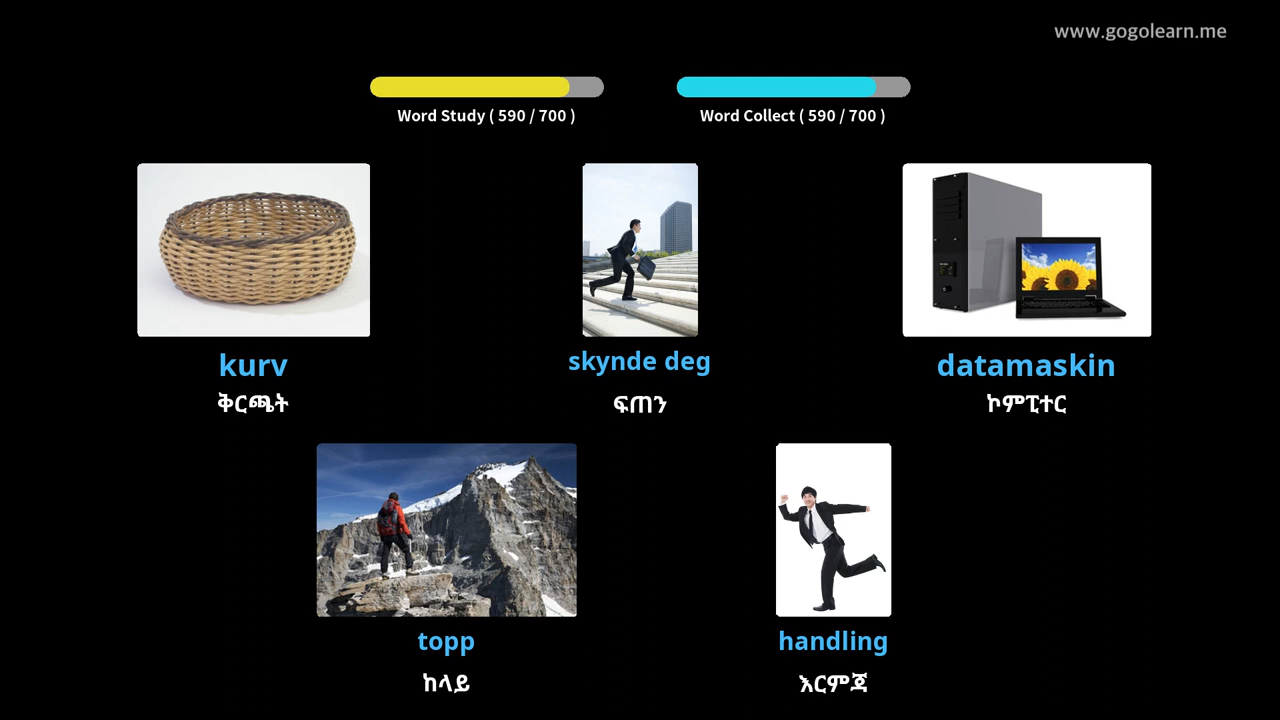 www.gogolearn.me
Word Study ( 590 / 700 )
Word Collect ( 590 / 700 )
kurv
ቅርጫት
skynde deg
ፍጠን
datamaskin
ኮምፒተር
topp
ከላይ
handling
እርምጃ